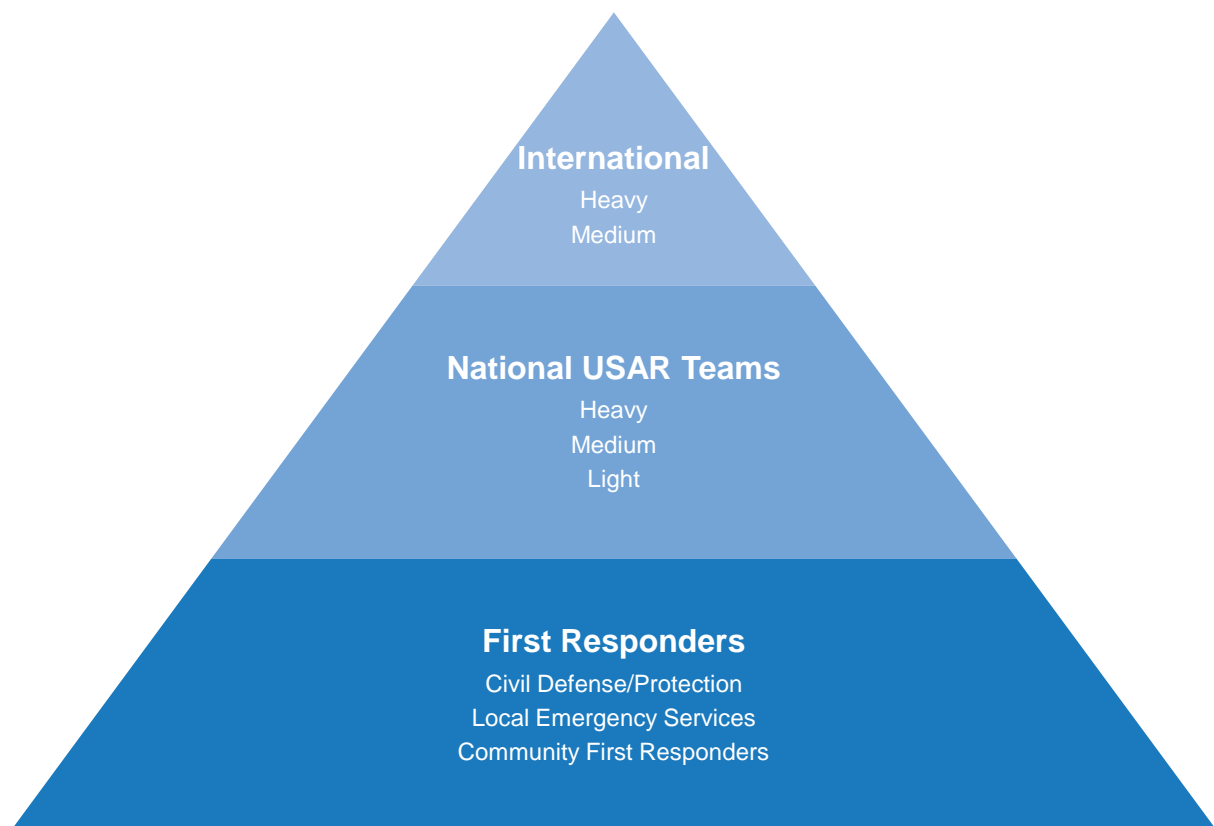 International
Heavy
Medium
National USAR Teams
Heavy
Medium
Light
First Responders
Civil Defense/Protection
Local Emergency Services
Community First Responders